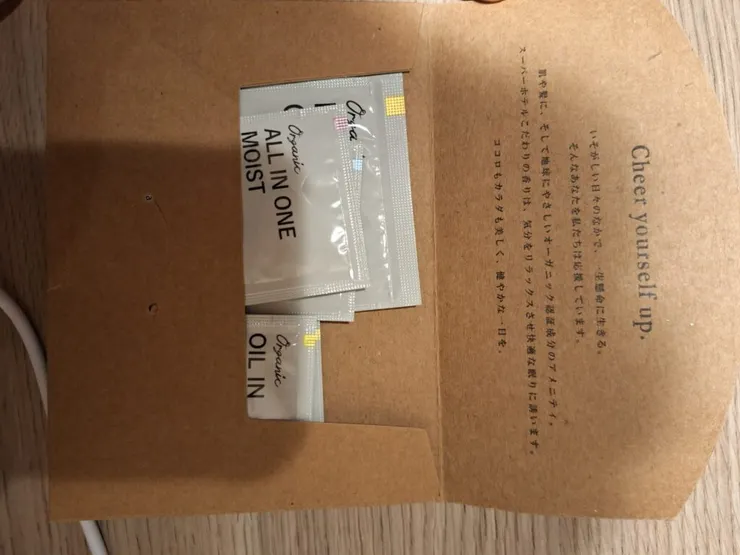 Cheer yourself up.
いそがしい日々のなかで、一生懸命に生きる。
そんなあなたを私たちは応援しています。
肌や髪に、そして地球にやさしいオーガニック認証成分のアメニティ。
スーパーホテルこだわりの香りは、気分をリラックスさせ快適な眠りに誘います。
ココロもカラダも美しく、健やかな一日を。
Organic
ALL IN ONE
MOIST
Organic
OIL IN